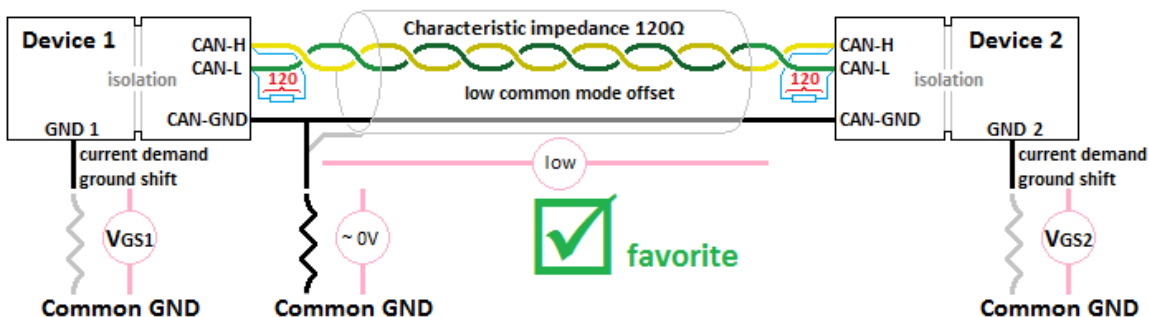 Characteristic impedance 120Ω
Device 1
CAN-H
CAN-L
isolation
120
low common mode offset
CAN-GND
GND 1
current demand
ground shift
VGS1
Common GND
~ 0V
Common GND
low
favorite
Device 2
CAN-H
CAN-L
isolation
120
CAN-GND
GND 2
current demand
ground shift
VGS2
Common GND